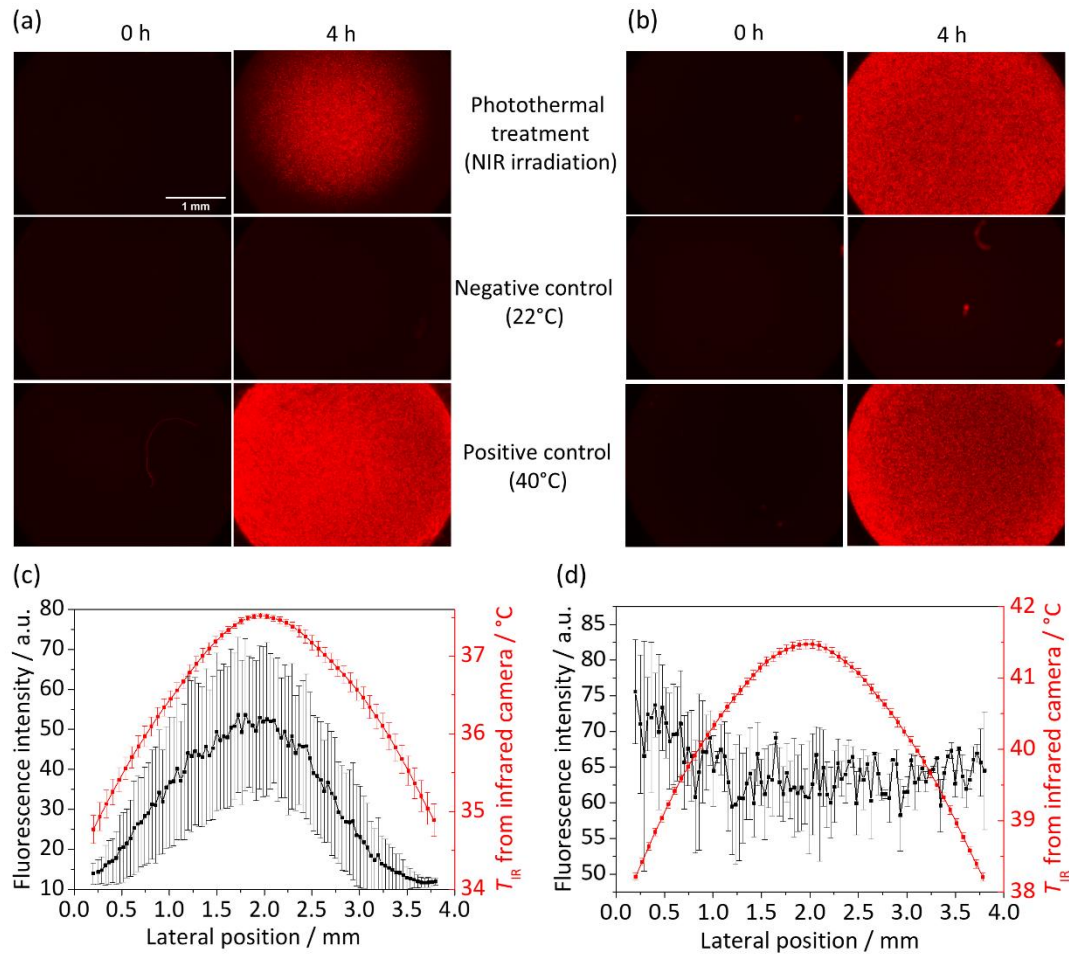 (a)
(b)
0 h
4 h
0 h
4 h
Photothermal
treatment
(NIR irradiation)
1 mm
Negative control
(22°C)
Positive control
(40°C)
(c)
(d)
Fluorescence intensity / a.u.
80
70
60
50
40
30
20
10
37
36
35
34
T_IR from infrared camera / °C
0.0 0.5 1.0 1.5 2.0 2.5 3.0 3.5 4.0
Lateral position / mm
Fluorescence intensity / a.u.
85
80
75
70
65
60
55
50
42
41
40
39
38
T_IR from infrared camera / °C
0.0 0.5 1.0 1.5 2.0 2.5 3.0 3.5 4.0
Lateral position / mm